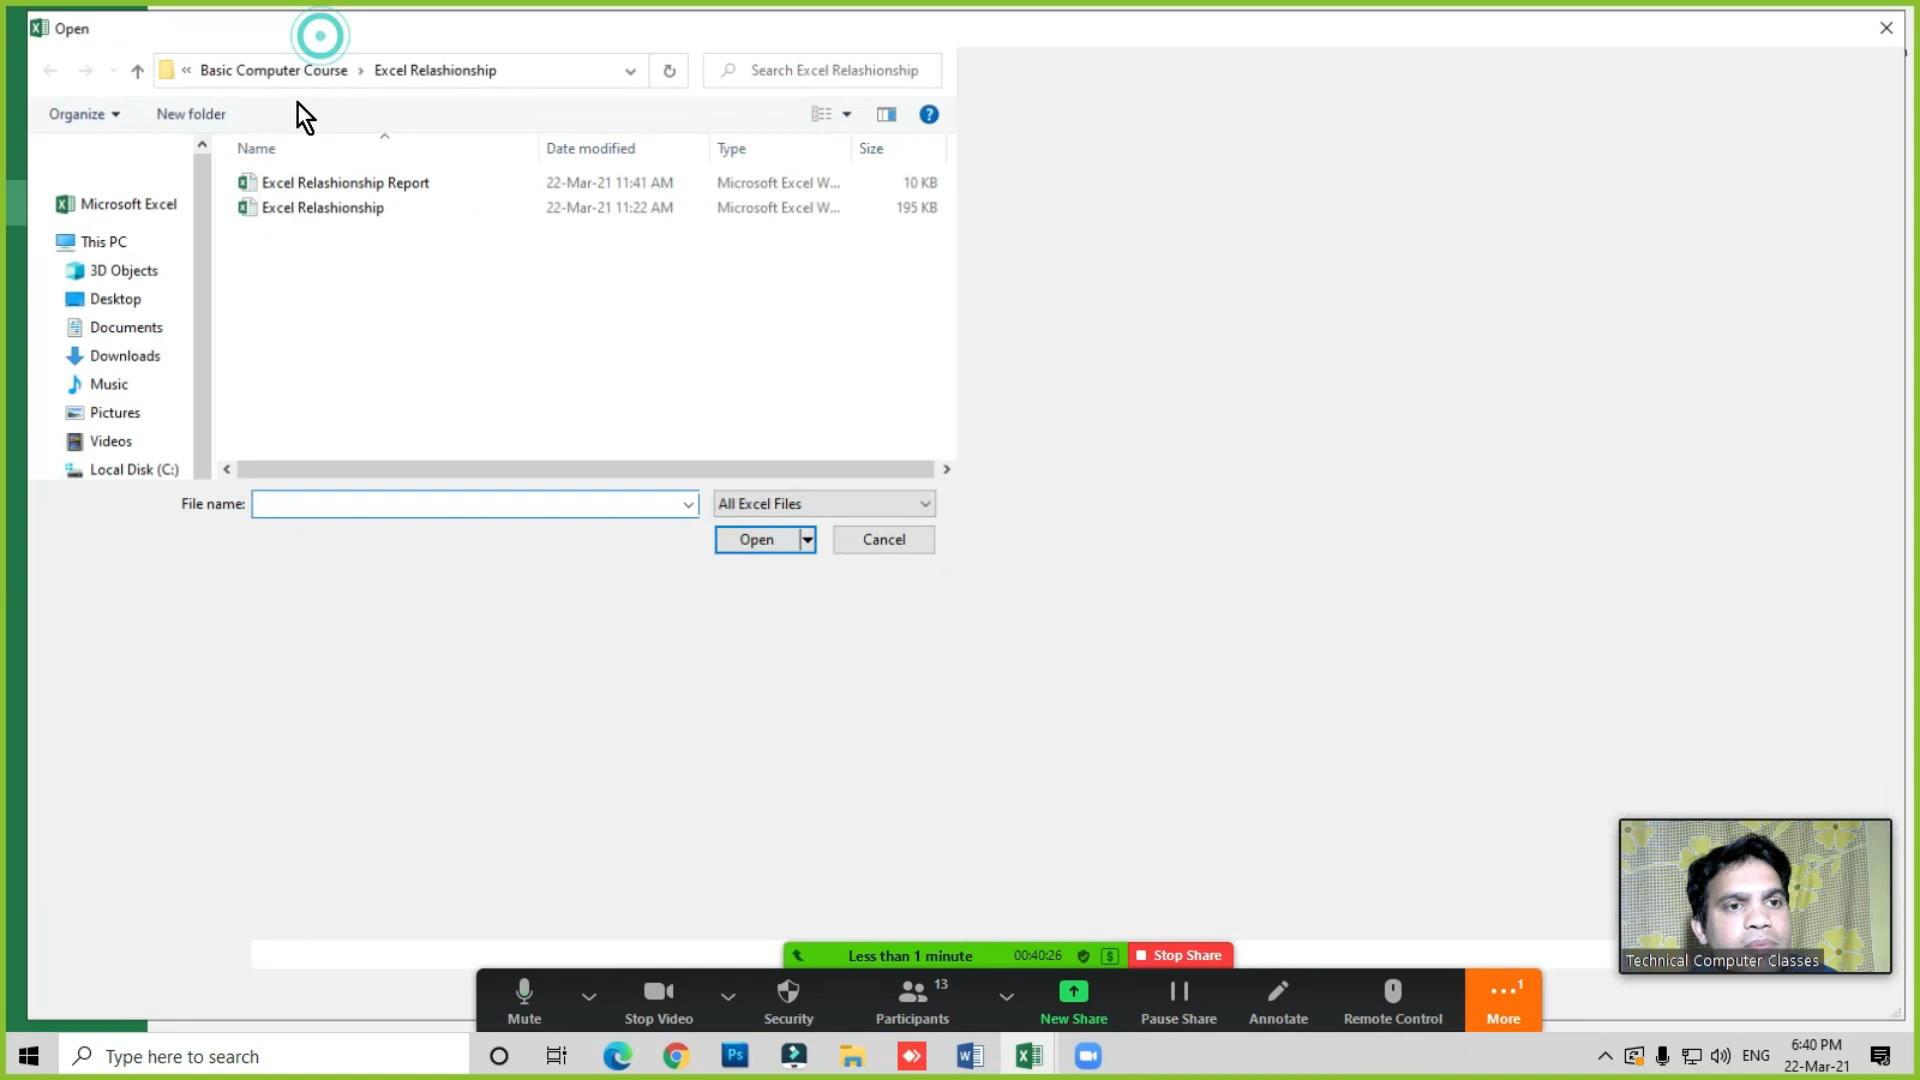 Open
« Basic Computer Course › Excel Relashionship
Search Excel Relashionship
Organize
New folder
Name
Date modified
Type
Size
Excel Relashionship Report
22-Mar-21 11:41 AM
Microsoft Excel W...
10 KB
Excel Relashionship
22-Mar-21 11:22 AM
Microsoft Excel W...
195 KB
Microsoft Excel
This PC
3D Objects
Desktop
Documents
Downloads
Music
Pictures
Videos
Local Disk (C:)
File name:
All Excel Files
Open
Cancel
Technical Computer Classes
Less than 1 minute
00:40:26
Stop Share
Mute
Stop Video
Security
Participants
13
New Share
Pause Share
Annotate
Remote Control
More
1
Type here to search
Ps
ENG
6:40 PM
22-Mar-21